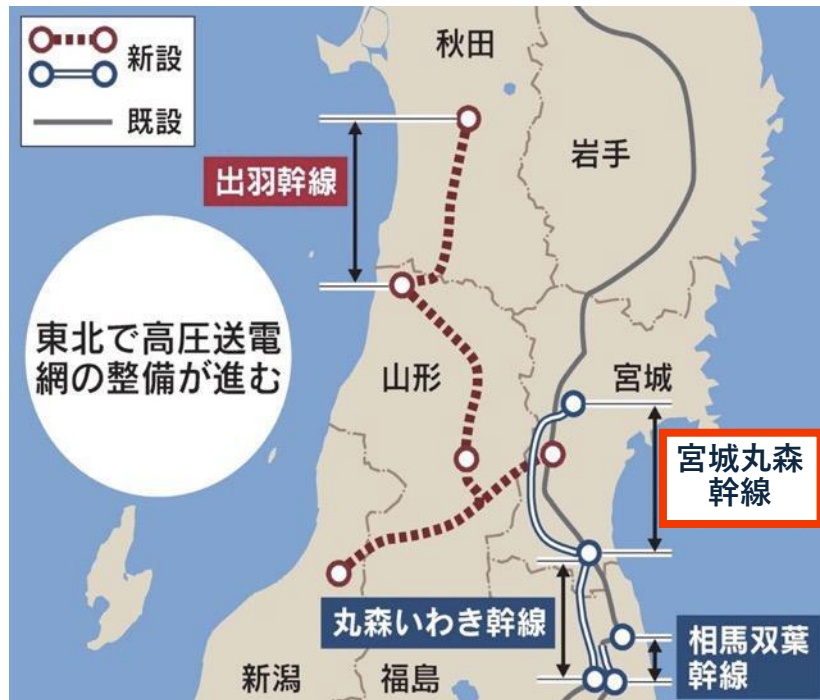 新設
既設
秋田
岩手
出羽幹線
東北で高圧送電
網の整備が進む
山形
宮城
宮城丸森
幹線
丸森いわき幹線
相馬双葉
幹線
新潟
福島